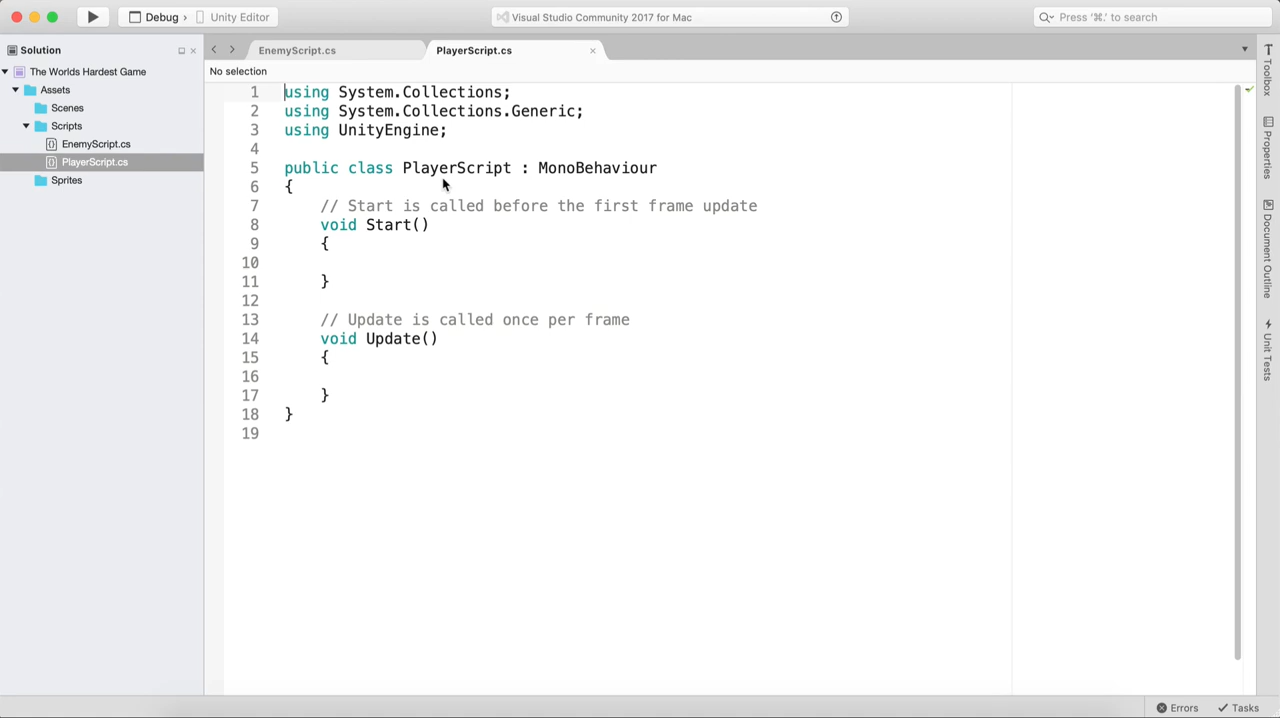 Debug
Unity Editor
Visual Studio Community 2017 for Mac
Press '⌘.' to search
Solution
EnemyScript.cs
PlayerScript.cs
No selection
The Worlds Hardest Game
Assets
Scenes
Scripts
EnemyScript.cs
PlayerScript.cs
Sprites
1 using System.Collections;
2 using System.Collections.Generic;
3 using UnityEngine;
4
5 public class PlayerScript : MonoBehaviour
6 {
7 // Start is called before the first frame update
8 void Start()
9 {
10
11 }
12
13 // Update is called once per frame
14 void Update()
15 {
16
17 }
18 }
19
Toolbox
Properties
Document Outline
Unit Tests
Errors
Tasks